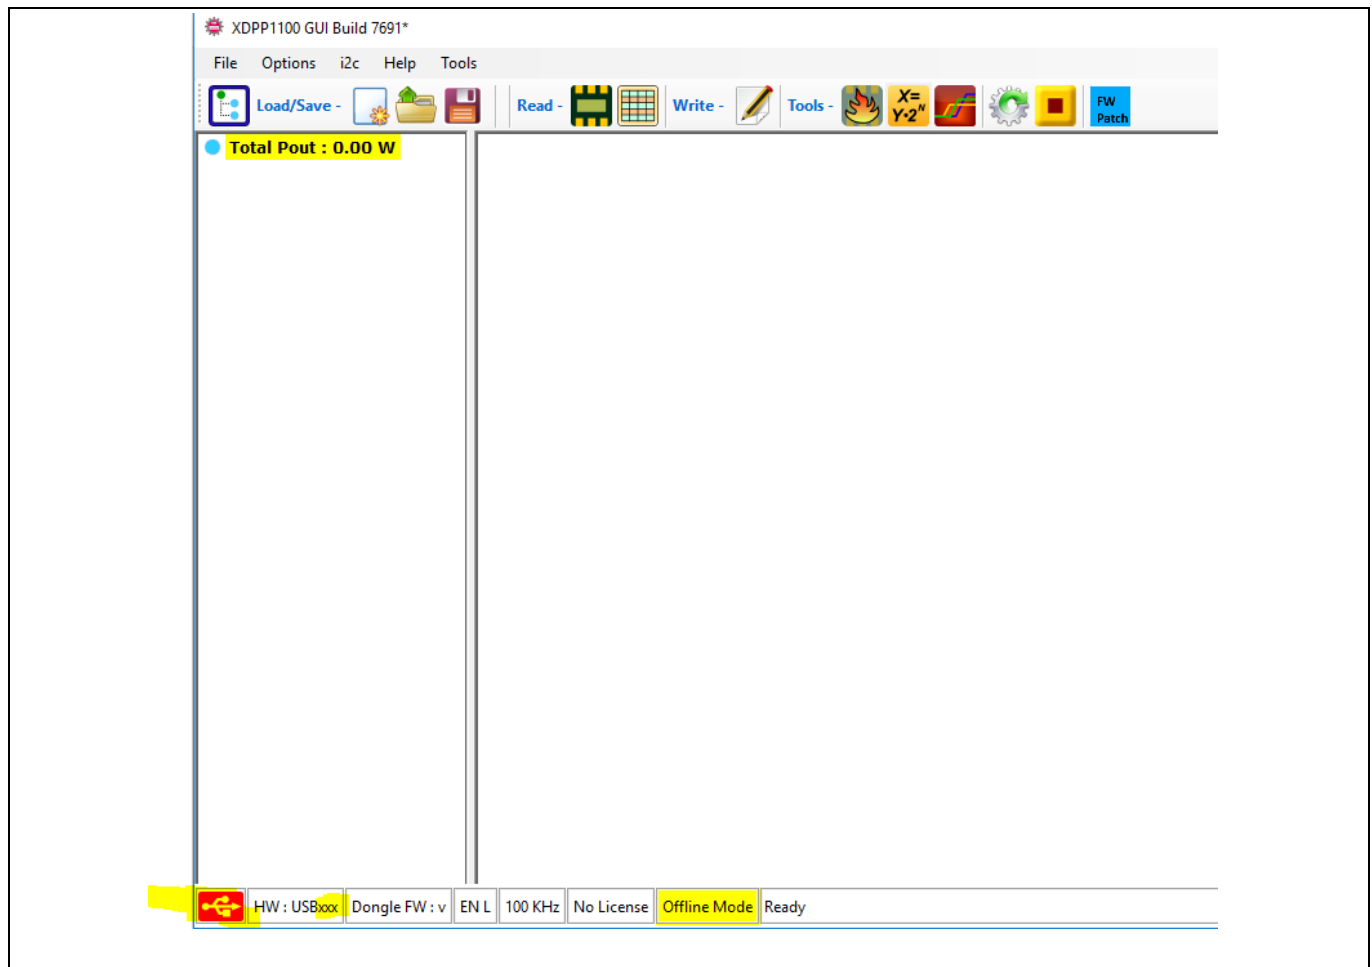 XDPP1100 GUI Build 7691*
File Options i2c Help Tools
Load/Save - Read - Write - Tools - X= Y·2ᴺ FW Patch
Total Pout : 0.00 W
HW : USBxxx Dongle FW : v EN L 100 KHz No License Offline Mode Ready